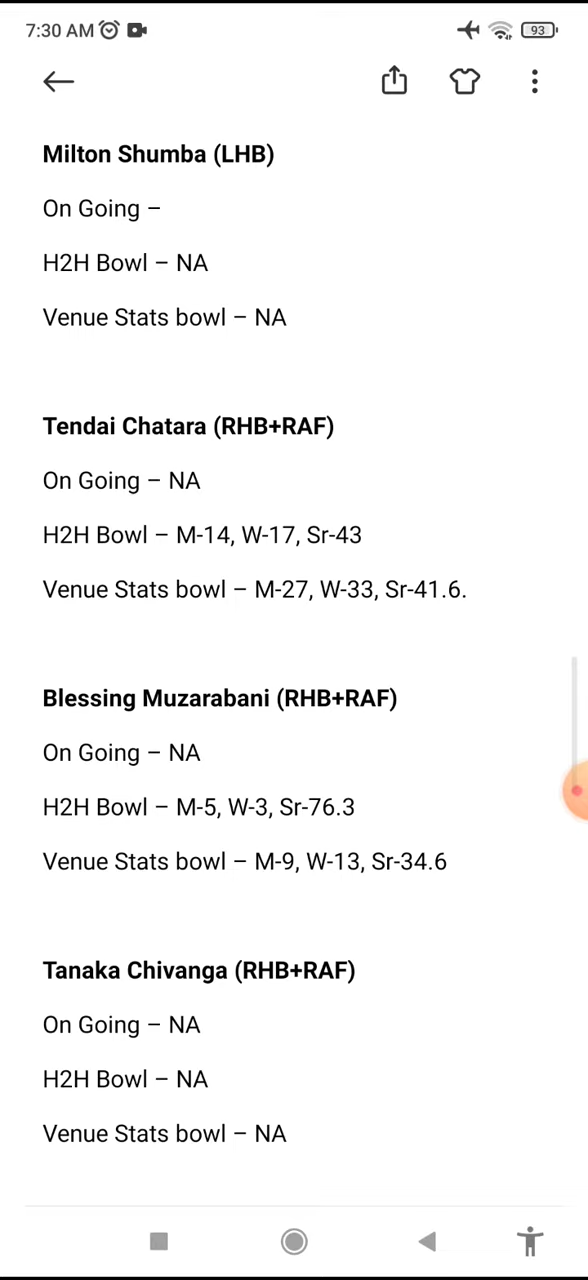 7:30 AM
93
Milton Shumba (LHB)
On Going –
H2H Bowl – NA
Venue Stats bowl – NA
Tendai Chatara (RHB+RAF)
On Going – NA
H2H Bowl – M-14, W-17, Sr-43
Venue Stats bowl – M-27, W-33, Sr-41.6.
Blessing Muzarabani (RHB+RAF)
On Going – NA
H2H Bowl – M-5, W-3, Sr-76.3
Venue Stats bowl – M-9, W-13, Sr-34.6
Tanaka Chivanga (RHB+RAF)
On Going – NA
H2H Bowl – NA
Venue Stats bowl – NA